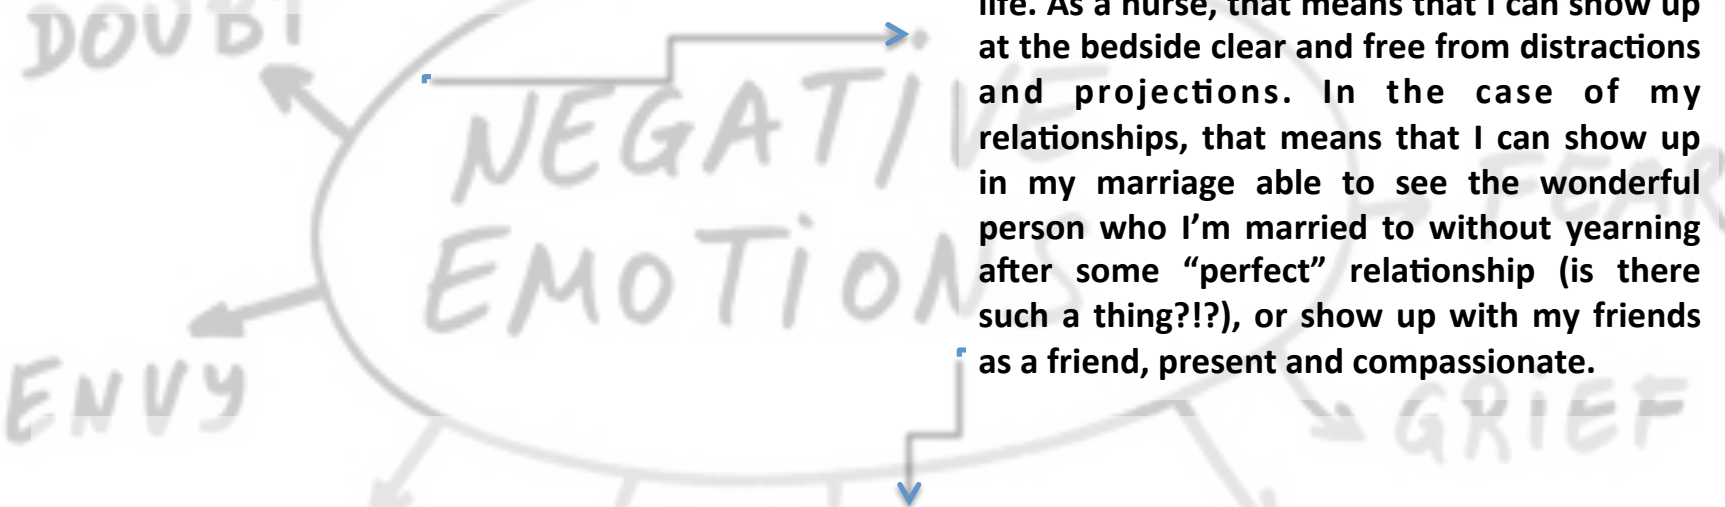 DOUBT
NEGATIVE
EMOTIONS
ENVY
life. As a nurse, that means that I can show up
at the bedside clear and free from distractions
and projections. In the case of my
relationships, that means that I can show up
in my marriage able to see the wonderful
person who I’m married to without yearning
after some “perfect” relationship (is there
such a thing?!?), or show up with my friends
as a friend, present and compassionate.
FEAR
GRIEF